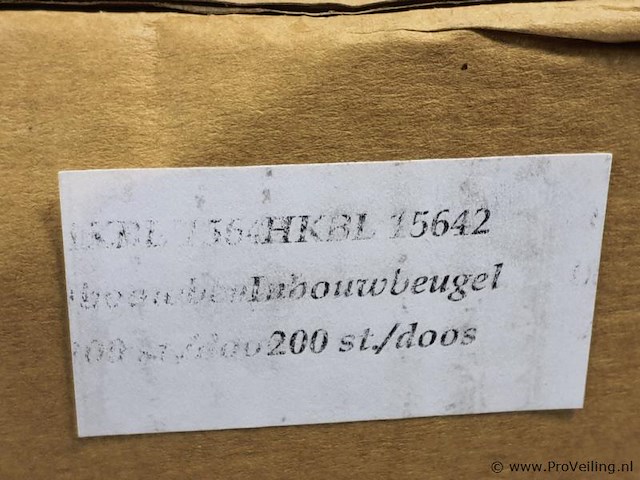 HKBL 15642
Inbouwbeugel
200 st./doos
© www.ProVeiling.nl